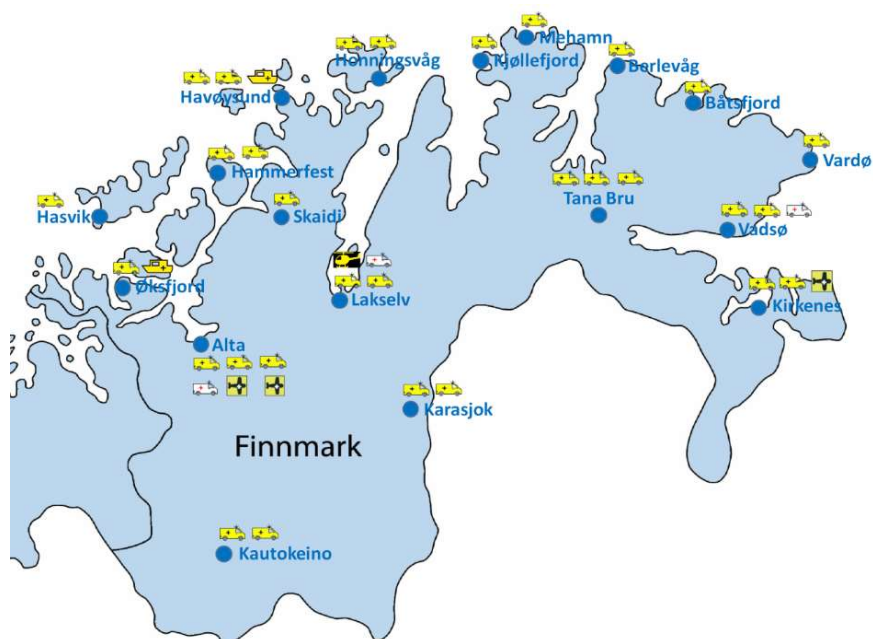 Mehamn
Honningsvåg
Kjøllefjord
Berlevåg
Havøysund
Båtsfjord
Vardø
Hammerfest
Tana Bru
Hasvik
Skaidi
Vadsø
Øksfjord
Lakselv
Kirkenes
Alta
Karasjok
Finnmark
Kautokeino